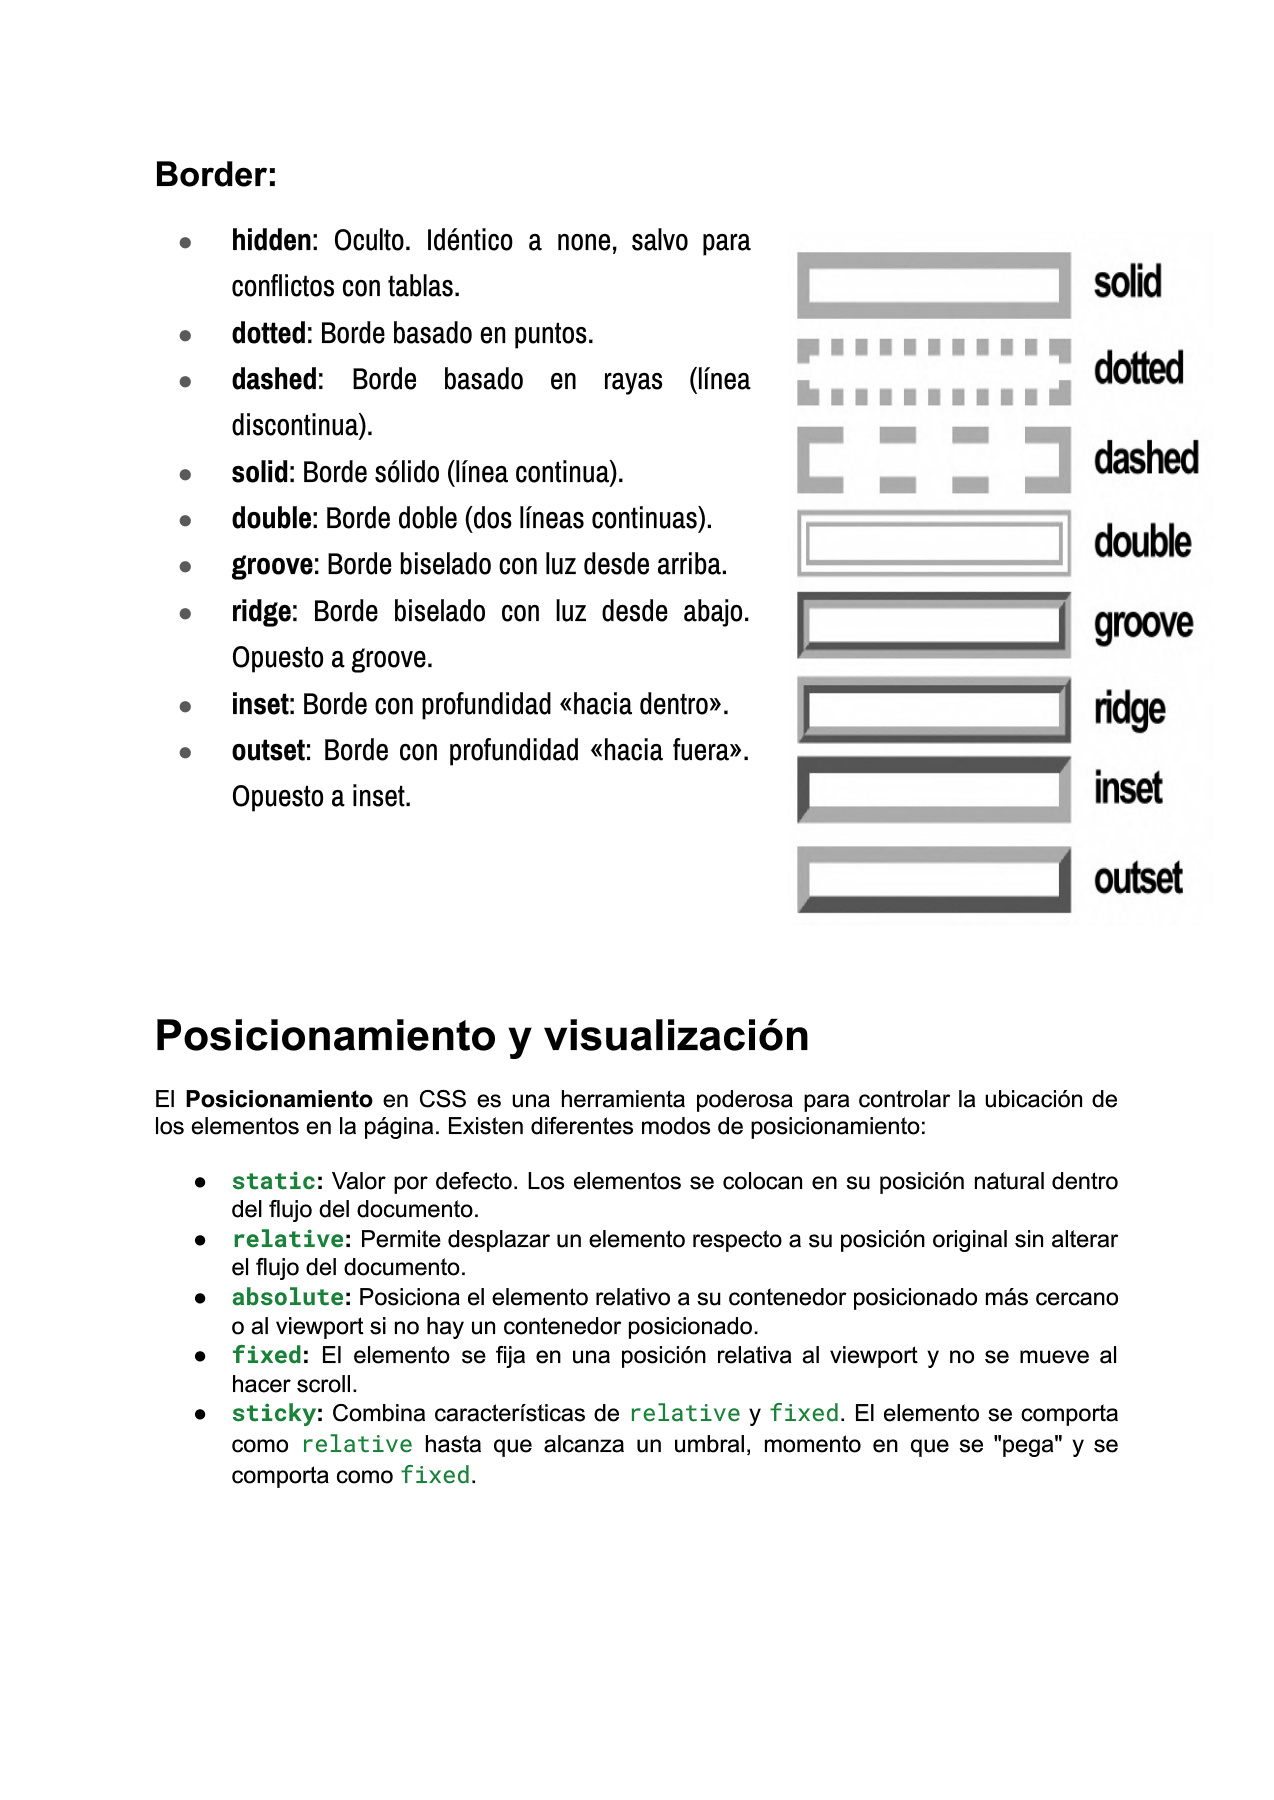 Border:
● hidden: Oculto. Idéntico a none, salvo para
conflictos con tablas.
● dotted: Borde basado en puntos.
● dashed: Borde basado en rayas (línea
discontinua).
● solid: Borde sólido (línea continua).
● double: Borde doble (dos líneas continuas).
● groove: Borde biselado con luz desde arriba.
● ridge: Borde biselado con luz desde abajo.
Opuesto a groove.
● inset: Borde con profundidad «hacia dentro».
● outset: Borde con profundidad «hacia fuera».
Opuesto a inset.
solid
dotted
dashed
double
groove
ridge
inset
outset
Posicionamiento y visualización
El Posicionamiento en CSS es una herramienta poderosa para controlar la ubicación de
los elementos en la página. Existen diferentes modos de posicionamiento:
● static: Valor por defecto. Los elementos se colocan en su posición natural dentro
del flujo del documento.
● relative: Permite desplazar un elemento respecto a su posición original sin alterar
el flujo del documento.
● absolute: Posiciona el elemento relativo a su contenedor posicionado más cercano
o al viewport si no hay un contenedor posicionado.
● fixed: El elemento se fija en una posición relativa al viewport y no se mueve al
hacer scroll.
● sticky: Combina características de relative y fixed. El elemento se comporta
como relative hasta que alcanza un umbral, momento en que se "pega" y se
comporta como fixed.